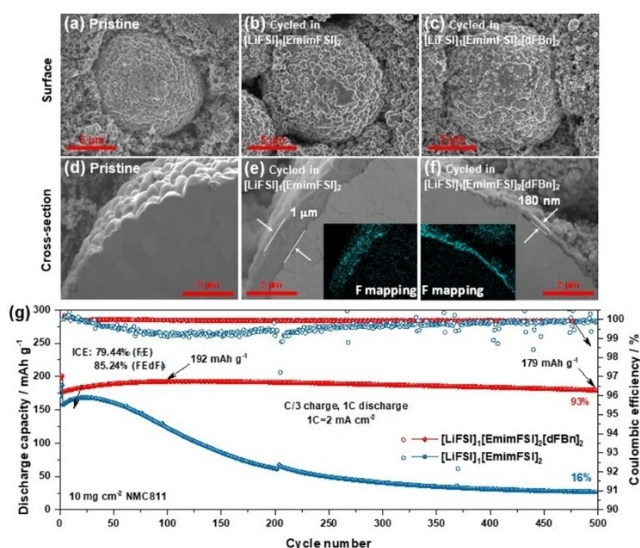 (a) Pristine
(b) Cycled in
[LiFSI]₁[EmimFSI]₂
(c) Cycled in
[LiFSI]₁[EmimFSI]₂[dFBn]₂
Surface
5 μm
5 μm
5 μm
(d) Pristine
(e) Cycled in
[LiFSI]₁[EmimFSI]₂
(f) Cycled in
[LiFSI]₁[EmimFSI]₂[dFBn]₂
Cross-section
1 μm
180 nm
2 μm
F mapping
F mapping
2 μm
(g)
300
250
200
150
100
50
0
Discharge capacity / mAh g⁻¹
ICE: 79.44% (FE)
85.24% (FEdF)
192 mAh g⁻¹
179 mAh g⁻¹
C/3 charge, 1C discharge
1C=2 mA cm⁻²
93%
[LiFSI]₁[EmimFSI]₂[dFBn]₂
[LiFSI]₁[EmimFSI]₂
16%
10 mg cm⁻² NMC811
100
99
98
97
96
95
94
93
92
91
90
Coulombic efficiency / %
0 50 100 150 200 250 300 350 400 450 500
Cycle number